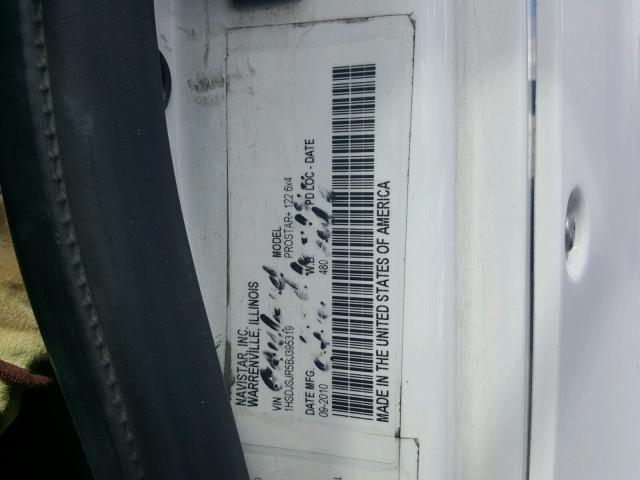 NAVISTAR, INC.
WARRENVILLE, ILLINOIS
VIN MODEL
1HSDJSJR5BJ395319 PROSTAR+ 122 6x4
DATE MFG. W.B. PD LOC - DATE
09-2010 480
MADE IN THE UNITED STATES OF AMERICA